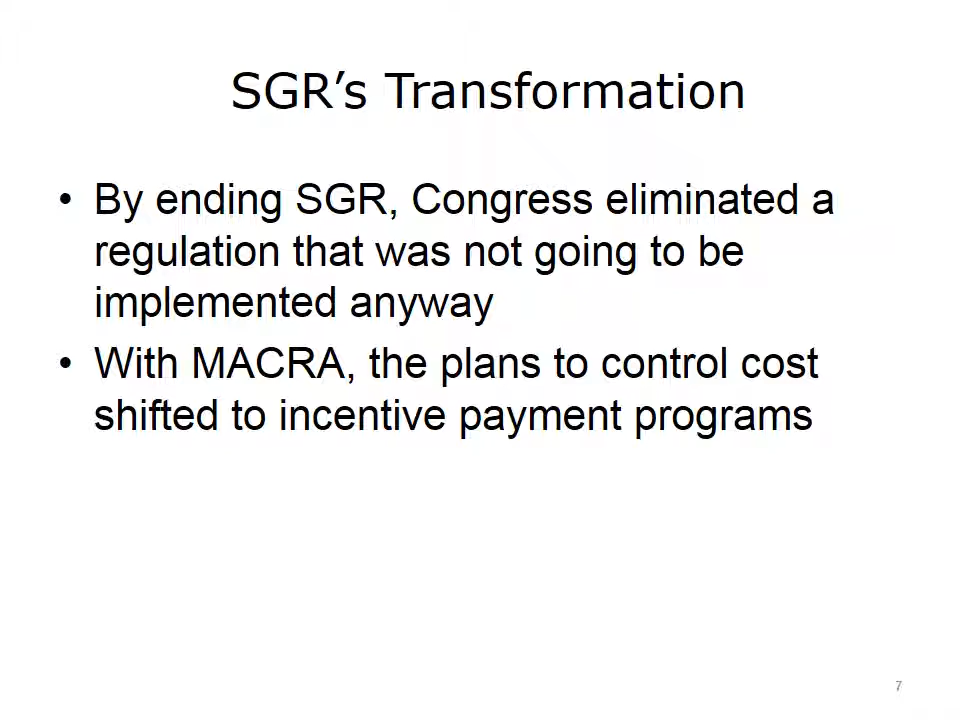 SGR’s Transformation
• By ending SGR, Congress eliminated a
regulation that was not going to be
implemented anyway
• With MACRA, the plans to control cost
shifted to incentive payment programs
7